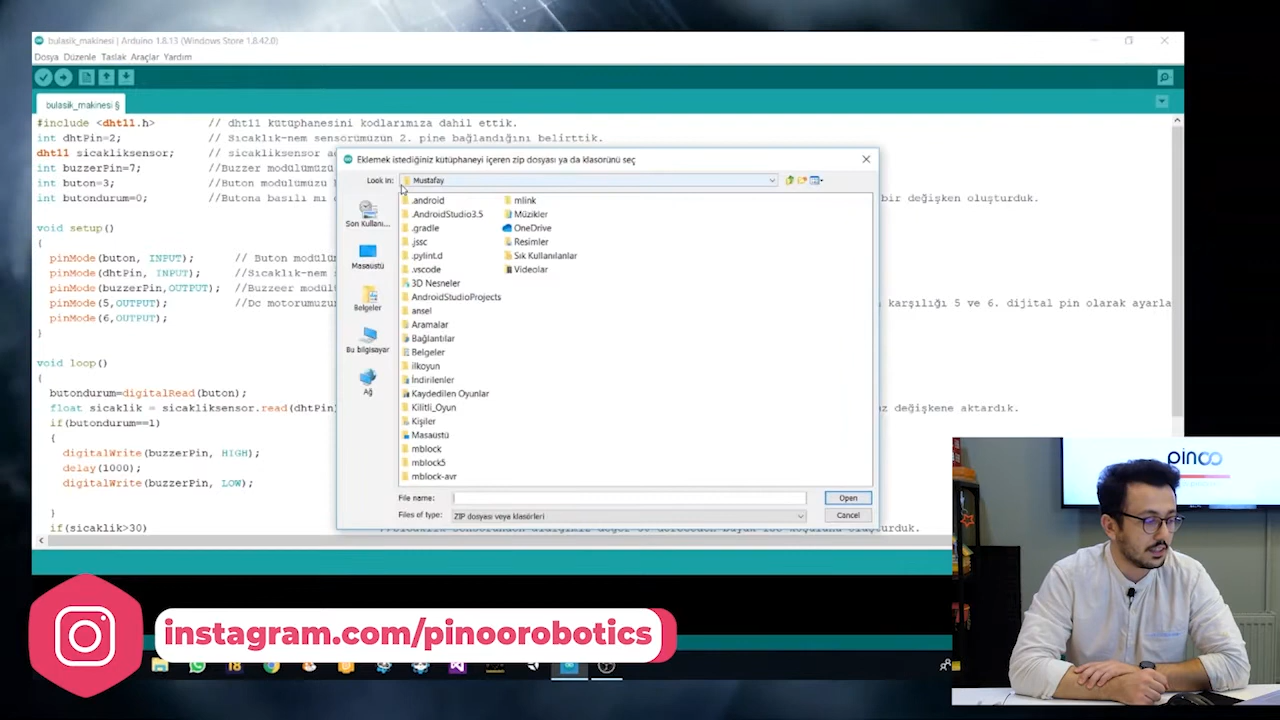 bulasik_makinesi | Arduino 1.8.13 (Windows Store 1.8.42.0)
Dosya Düzenle Taslak Araçlar Yardım
bulasik_makinesi §
#include <dht11.h> // dht11 kütüphanesini kodlarımıza dahil ettik.
int dhtPin=2; // Sıcaklık-nem sensörümüzün 2. pine bağlandığını belirttik.
dht11 sicakliksensor; // sicakliksensor
int buzzerPin=7; //Buzzer modülümüzü
int buton=3; //Buton modülümüzü
int butondurum=0; //Butona basılı mı bir değişken oluşturduk.
void setup()
{
pinMode(buton, INPUT); // Buton modülü
pinMode(dhtPin, INPUT); //Sıcaklık-nem
pinMode(buzzerPin,OUTPUT); //Buzzeer modül
pinMode(5,OUTPUT); //Dc motorumuzun karşılığı 5 ve 6. dijital pin olarak ayarla
pinMode(6,OUTPUT);
}
void loop()
{
butondurum=digitalRead(buton);
float sicaklik = sicakliksensor.read(dhtPin) değişkene aktardık.
if(butondurum==1)
{
digitalWrite(buzzerPin, HIGH);
delay(1000);
digitalWrite(buzzerPin, LOW);
}
if(sicaklik>30)
Eklemek istediğiniz kütüphaneyi içeren zip dosyası ya da klasörünü seç
Look in: Mustafay
Son Kullanı...
Masaüstü
Belgeler
Bu bilgisayar
Ağ
.android
.AndroidStudio3.5
.gradle
.jssc
.pylint.d
.vscode
3D Nesneler
AndroidStudioProjects
ansel
Aramalar
Bağlantılar
Belgeler
ilkoyun
İndirilenler
Kaydedilen Oyunlar
Kilitli_Oyun
Kişiler
Masaüstü
mblock
mblock5
mblock-avr
mlink
Müzikler
OneDrive
Resimler
Sık Kullanılanlar
Videolar
File name: Open
Files of type: ZIP dosyası veya klasörleri Cancel
pinoo
instagram.com/pinoorobotics